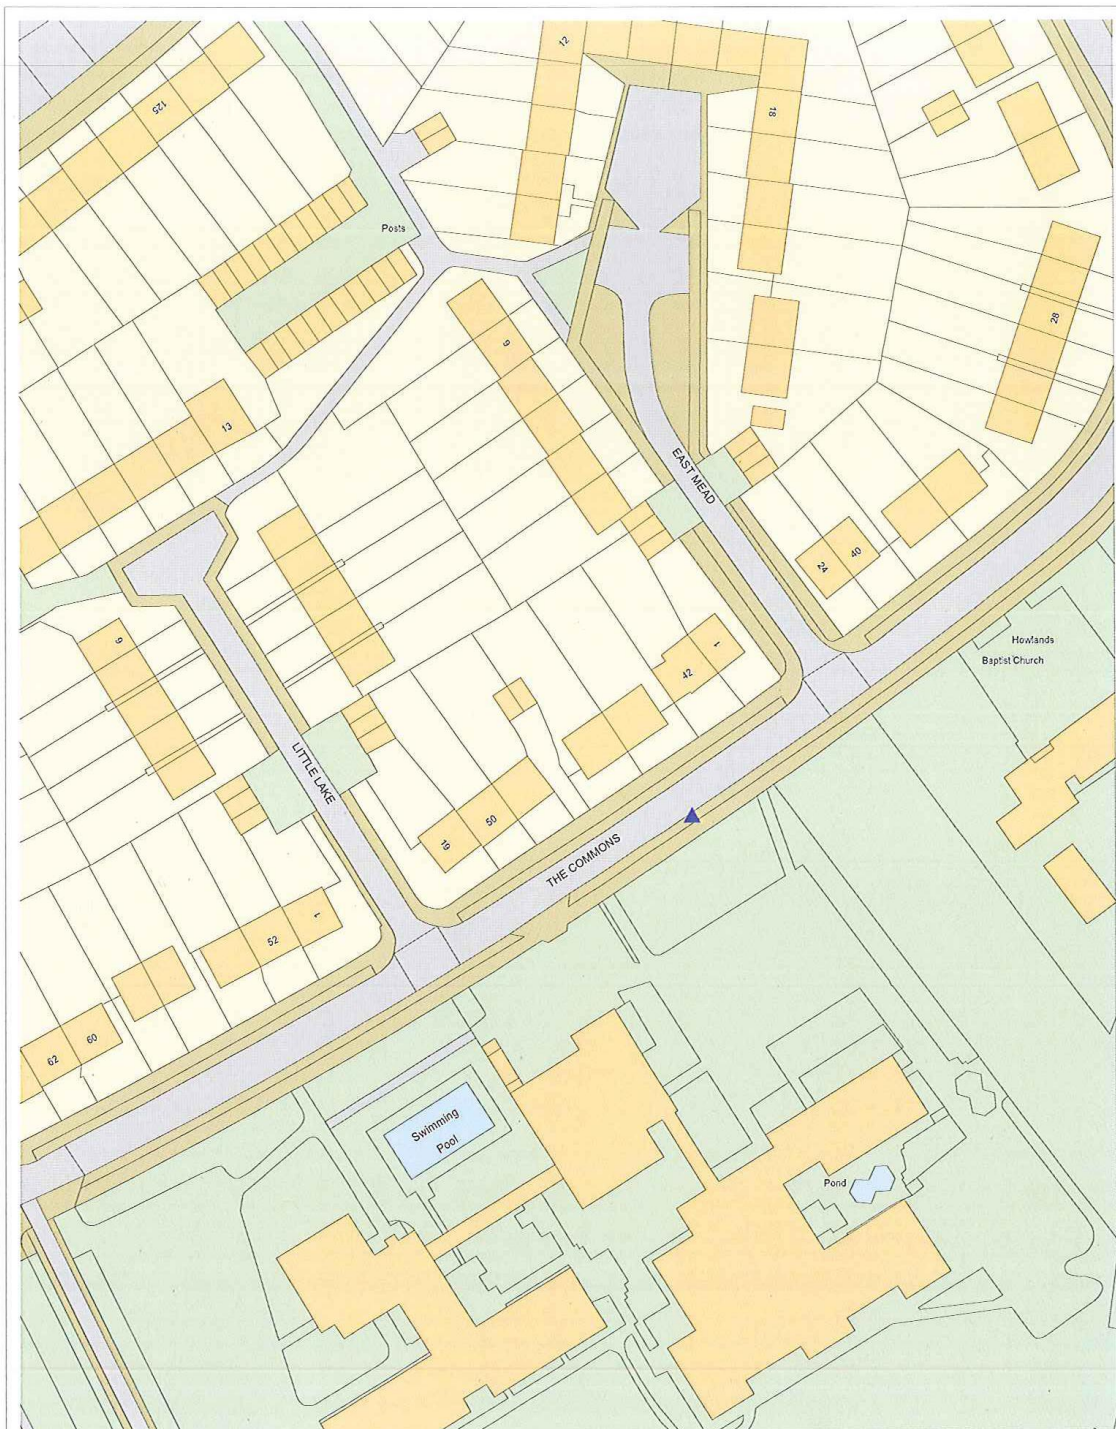 12
125
18
Posts
28
9
13
EAST MEAD
40
24
9
Howlands
Baptist Church
1
42
LITTLE LAKE
50
19
THE COMMONS
1
52
60
62
Swimming
Pool
Pond